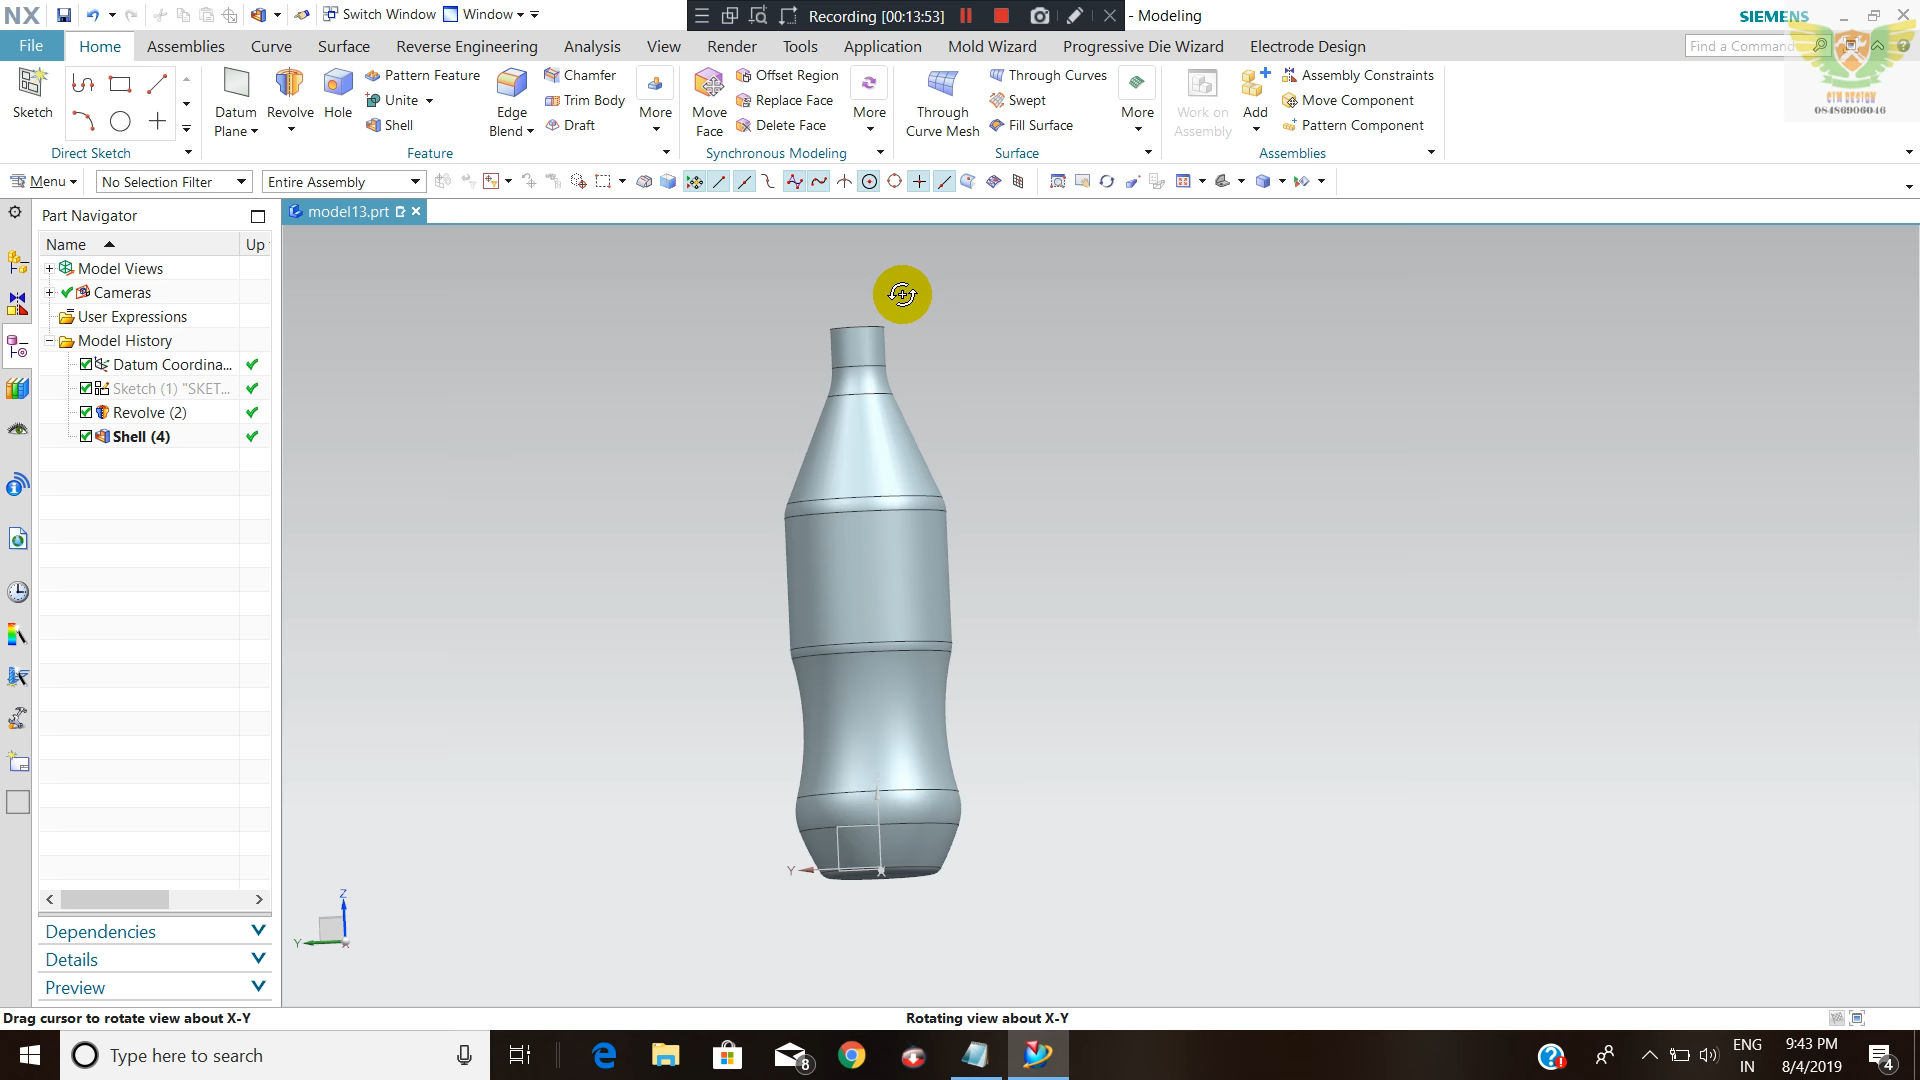 NX
Switch Window
Window
Recording [00:13:53]
- Modeling
SIEMENS
File
Home
Assemblies
Curve
Surface
Reverse Engineering
Analysis
View
Render
Tools
Application
Mold Wizard
Progressive Die Wizard
Electrode Design
Find a Command
Sketch
Datum
Plane
Revolve
Hole
Pattern Feature
Unite
Shell
Edge
Blend
Chamfer
Trim Body
Draft
More
Move
Face
Offset Region
Replace Face
Delete Face
More
Through
Curve Mesh
Through Curves
Swept
Fill Surface
More
Work on
Assembly
Add
Assembly Constraints
Move Component
Pattern Component
CIM DESIGN
08486906046
Direct Sketch
Feature
Synchronous Modeling
Surface
Assemblies
Menu
No Selection Filter
Entire Assembly
Part Navigator
model13.prt
Name
Up
Model Views
Cameras
User Expressions
Model History
Datum Coordina...
Sketch (1) "SKET...
Revolve (2)
Shell (4)
Y
Z
Y
X
Dependencies
Details
Preview
Drag cursor to rotate view about X-Y
Rotating view about X-Y
Type here to search
8
ENG
IN
9:43 PM
8/4/2019
4